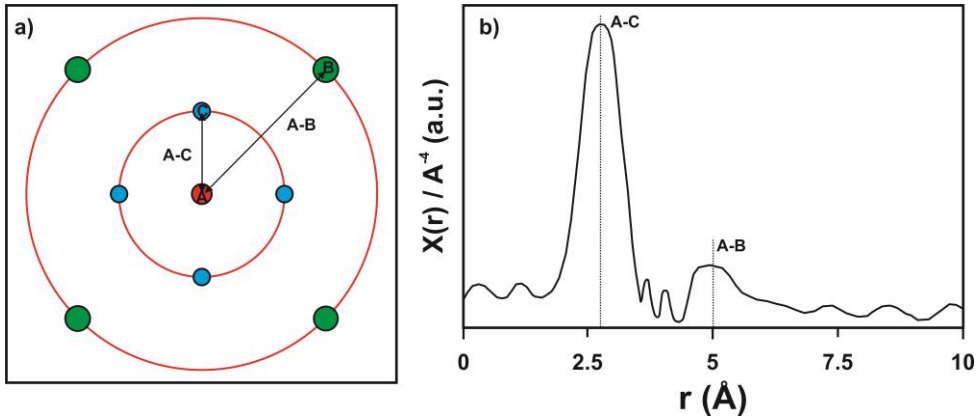 a)
B
C
A-B
A-C
A
b)
A-C
A-B
X(r) / A⁻⁴ (a.u.)
0 2.5 5 7.5 10
r (Å)